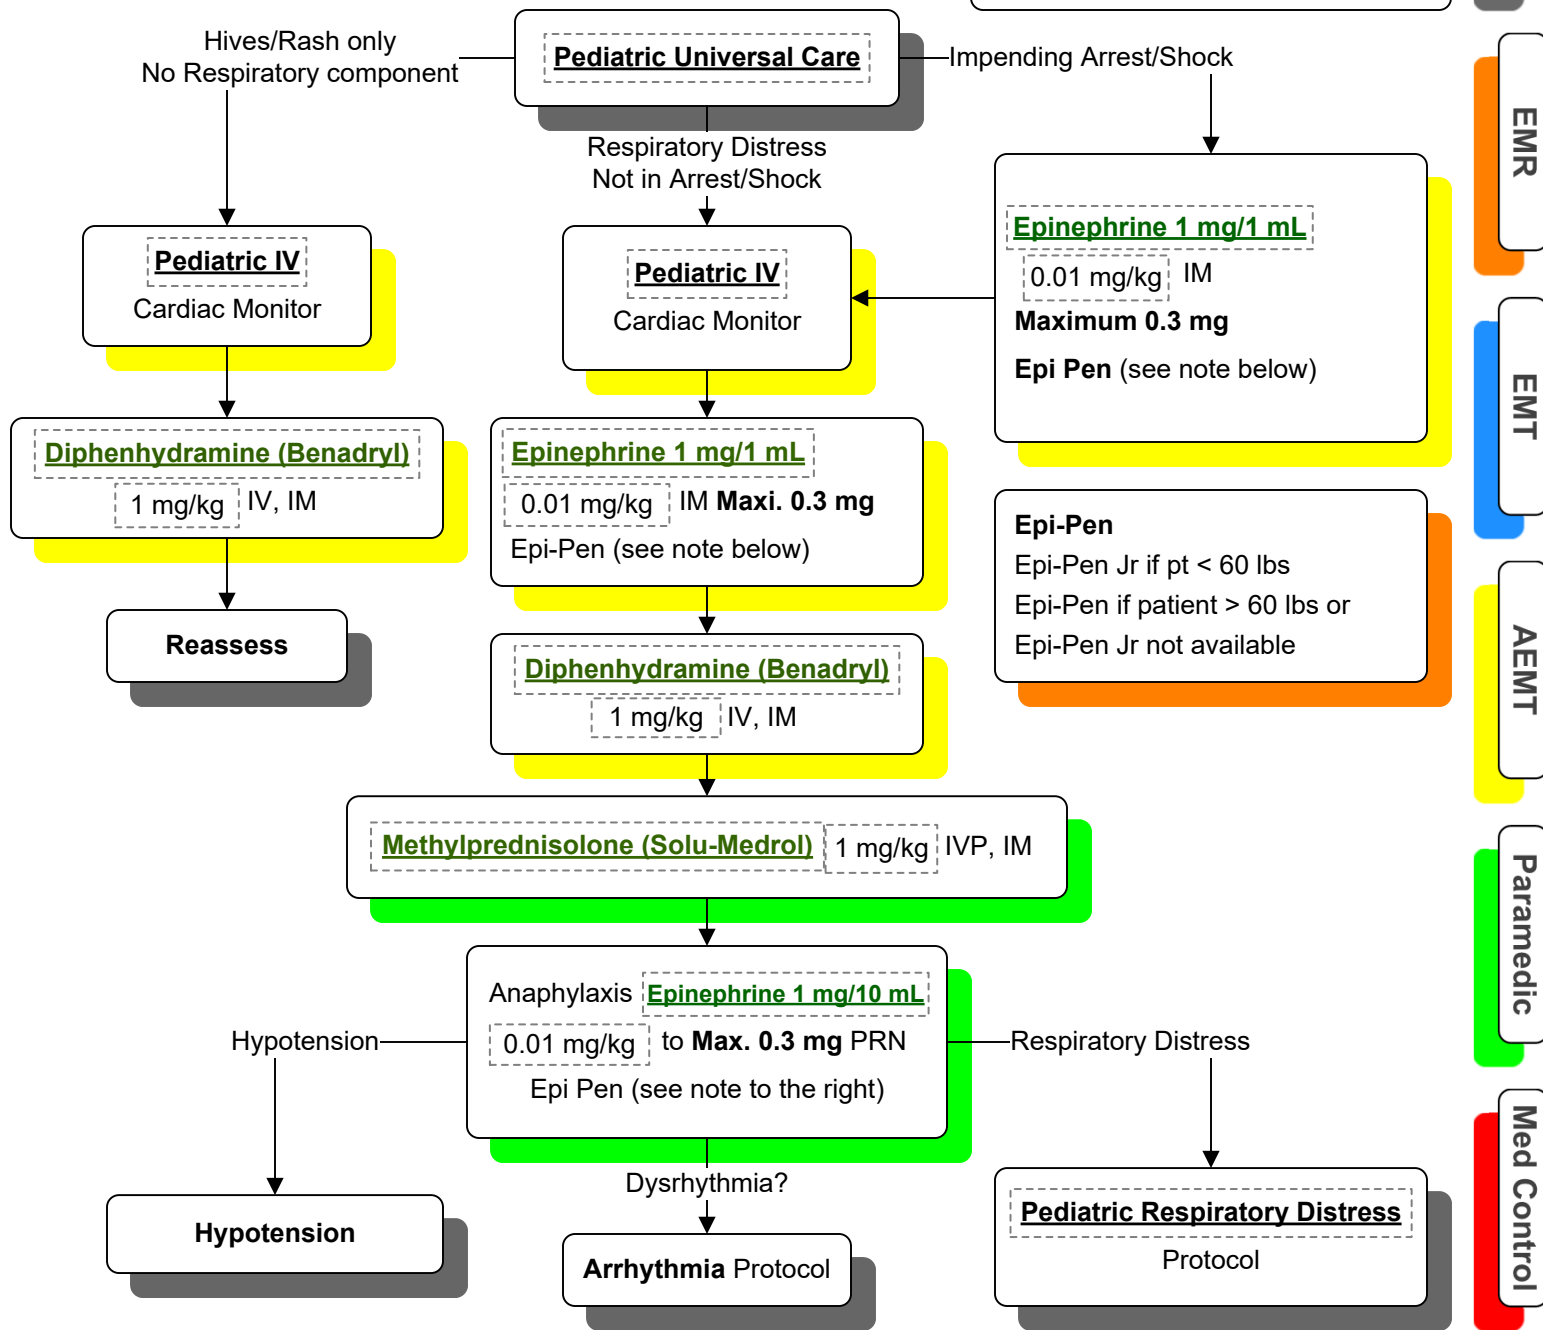 Pediatric Universal Care
Hives/Rash only
No Respiratory component
Impending Arrest/Shock
Respiratory Distress
Not in Arrest/Shock
Pediatric IV
Cardiac Monitor
Pediatric IV
Cardiac Monitor
Epinephrine 1 mg/1 mL
0.01 mg/kg IM
Maximum 0.3 mg
Epi Pen (see note below)
Diphenhydramine (Benadryl)
1 mg/kg IV, IM
Epinephrine 1 mg/1 mL
0.01 mg/kg IM Maxi. 0.3 mg
Epi-Pen (see note below)
Epi-Pen
Epi-Pen Jr if pt < 60 lbs
Epi-Pen if patient > 60 lbs or
Epi-Pen Jr not available
Reassess
Diphenhydramine (Benadryl)
1 mg/kg IV, IM
Methylprednisolone (Solu-Medrol) 1 mg/kg IVP, IM
Anaphylaxis Epinephrine 1 mg/10 mL
0.01 mg/kg to Max. 0.3 mg PRN
Epi Pen (see note to the right)
Hypotension
Respiratory Distress
Dysrhythmia?
Hypotension
Arrhythmia Protocol
Pediatric Respiratory Distress
Protocol
EMR
EMT
AEMT
Paramedic
Med Control